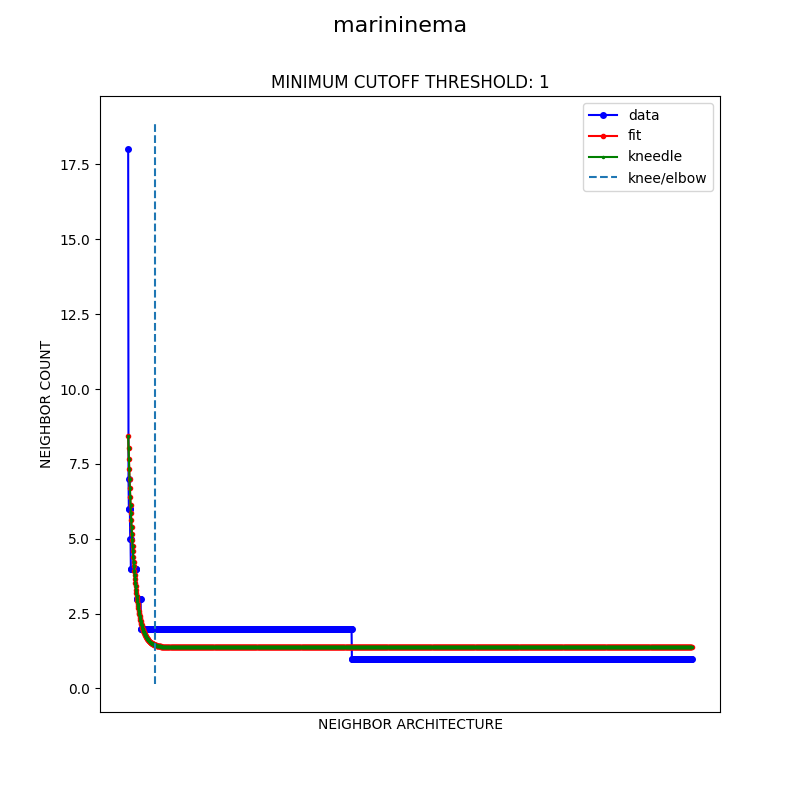 marininema
MINIMUM CUTOFF THRESHOLD: 1
data
fit
kneedle
knee/elbow
17.5
15.0
12.5
10.0
7.5
5.0
2.5
0.0
NEIGHBOR COUNT
NEIGHBOR ARCHITECTURE